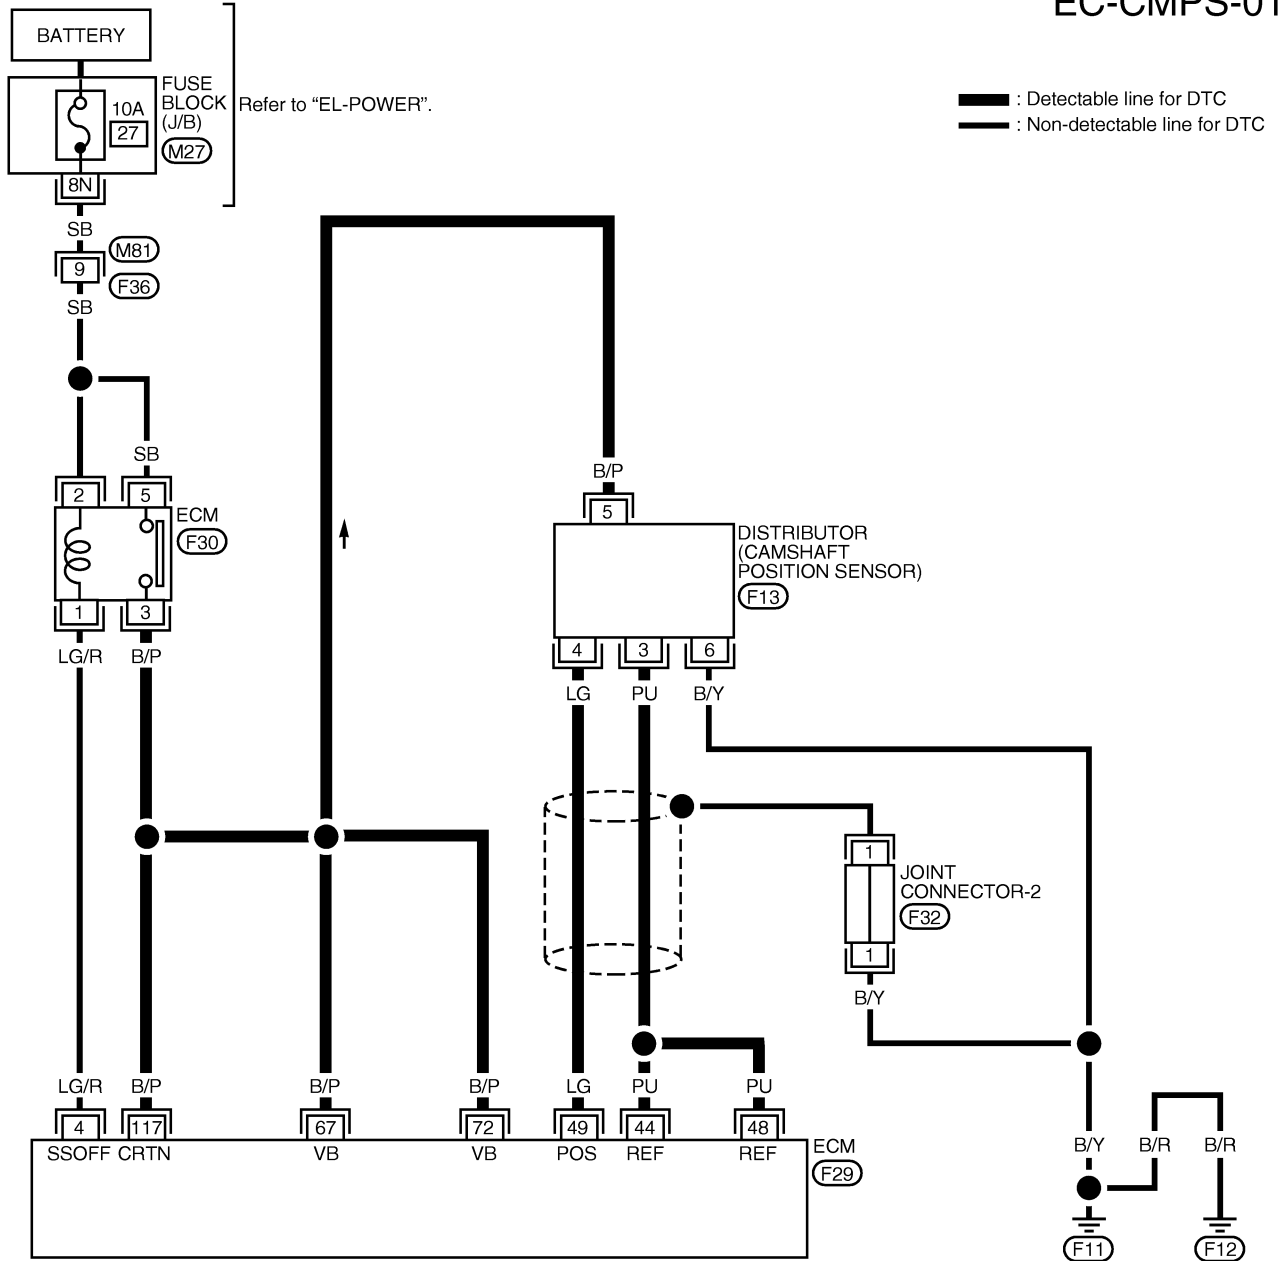 EC-CMPS-01
BATTERY
FUSE
BLOCK
(J/B)
M27
10A
27
Refer to “EL-POWER”.
: Detectable line for DTC
: Non-detectable line for DTC
8N
SB
M81
9
F36
SB
SB
2
5
ECM
F30
1
3
LG/R
B/P
B/P
5
DISTRIBUTOR
(CAMSHAFT
POSITION SENSOR)
F13
4
3
6
LG
PU
B/Y
1
JOINT
CONNECTOR-2
F32
1
B/Y
LG/R
B/P
B/P
B/P
LG
PU
PU
4
117
67
72
49
44
48
SSOFF
CRTN
VB
VB
POS
REF
REF
ECM
F29
B/Y
B/R
B/R
F11
F12